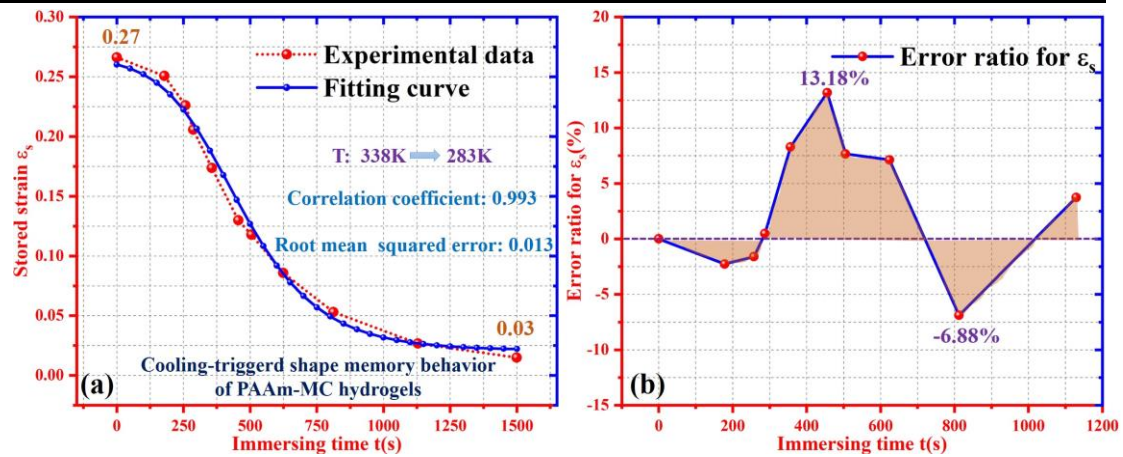 0.27
Experimental data
Fitting curve
T: 338K 283K
Correlation coefficient: 0.993
Root mean squared error: 0.013
0.03
Cooling-triggerd shape memory behavior
of PAAm-MC hydrogels
(a)
Stored strain εs
0.30
0.25
0.20
0.15
0.10
0.05
0.00
0 250 500 750 1000 1250 1500
Immersing time t(s)
Error ratio for εs
13.18%
-6.88%
(b)
Error ratio for εs(%)
20
15
10
5
0
-5
-10
-15
0 200 400 600 800 1000 1200
Immersing time t(s)